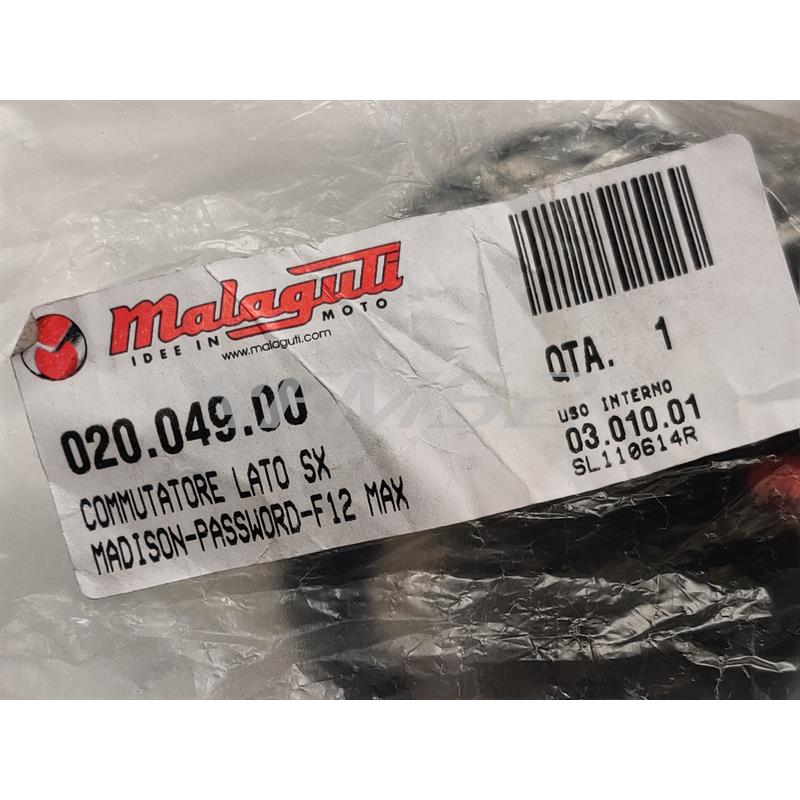 Malaguti
IDEE IN MOTO
www.malaguti.com
020.049.00
COMMUTATORE LATO SX
MADISON-PASSWORD-F12 MAX
QTA. 1
USO INTERNO
03.010.01
SL110614R